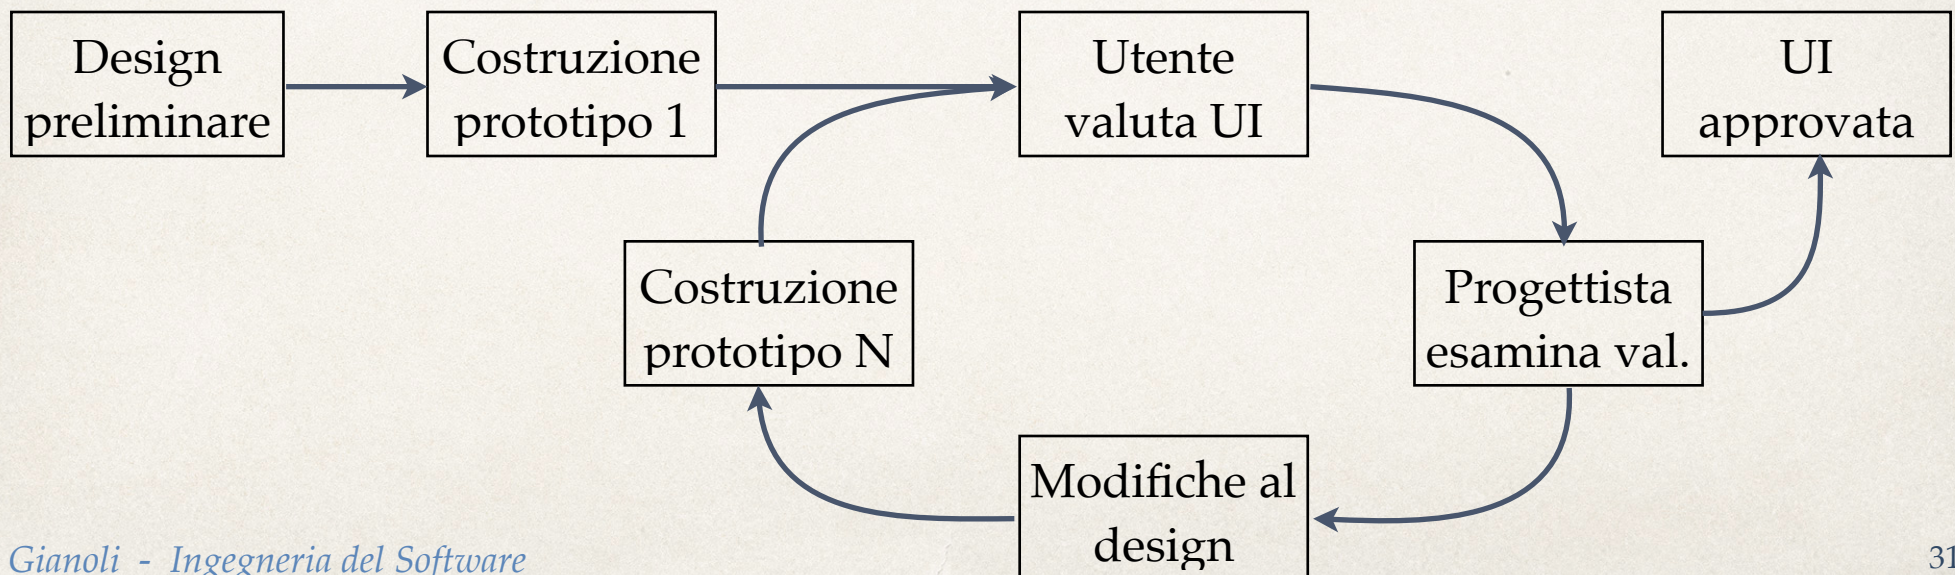 Design
preliminare
Costruzione
prototipo 1
Utente
valuta UI
UI
approvata
Costruzione
prototipo N
Progettista
esamina val.
Modifiche al
design
Gianoli - Ingegneria del Software
31